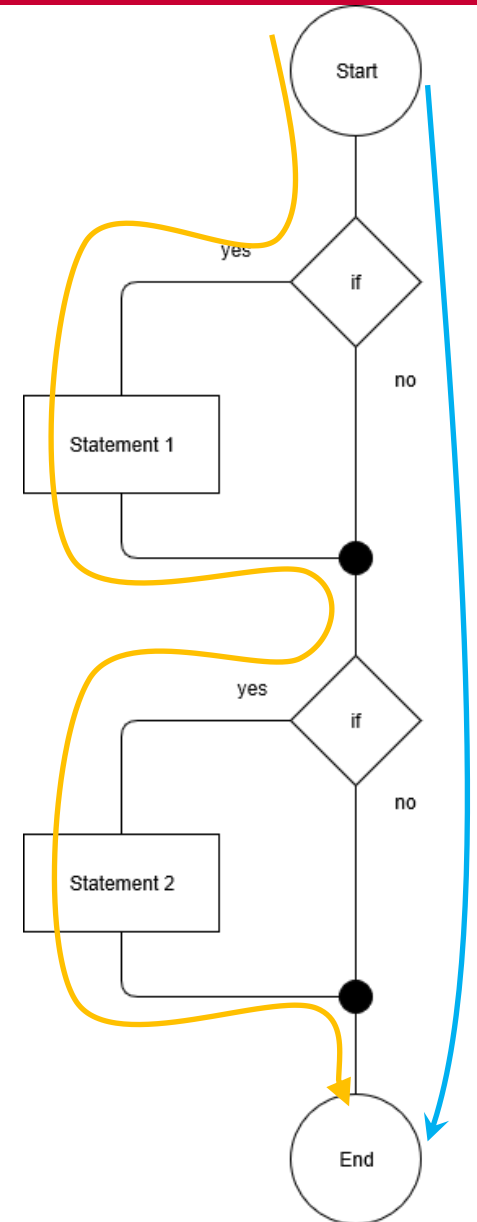 Start
yes
if
no
Statement 1
yes
if
no
Statement 2
End